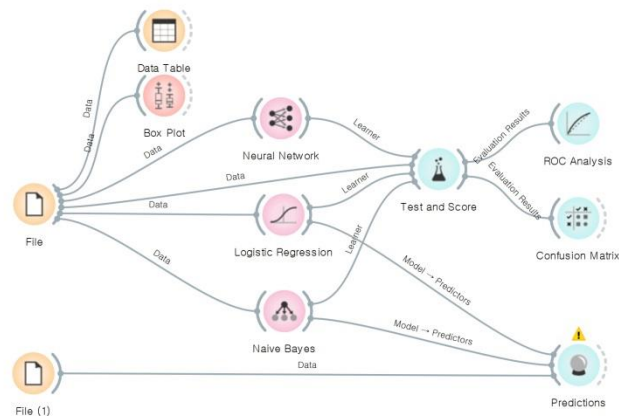 Data Table
Data
Box Plot
Data
Data
Neural Network
Learner
Evaluation Results
ROC Analysis
Data
Learner
Test and Score
File
Data
Logistic Regression
Evaluation Results
Confusion Matrix
Learner
Data
Model → Predictors
Naive Bayes
Model → Predictors
Data
File (1)
Predictions